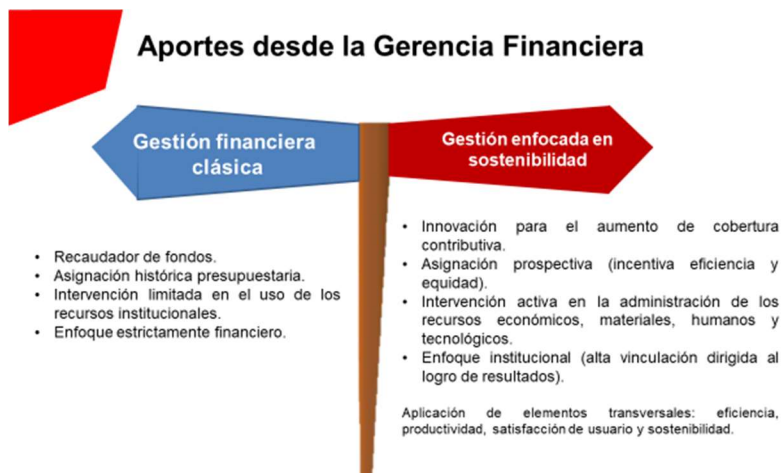 Aportes desde la Gerencia Financiera
Gestión financiera
clásica
Gestión enfocada en
sostenibilidad
• Recaudador de fondos.
• Asignación histórica presupuestaria.
• Intervención limitada en el uso de los
recursos institucionales.
• Enfoque estrictamente financiero.
• Innovación para el aumento de cobertura
contributiva.
• Asignación prospectiva (incentiva eficiencia y
equidad).
• Intervención activa en la administración de los
recursos económicos, materiales, humanos y
tecnológicos.
• Enfoque institucional (alta vinculación dirigida al
logro de resultados).
Aplicación de elementos transversales: eficiencia,
productividad, satisfacción de usuario y sostenibilidad.